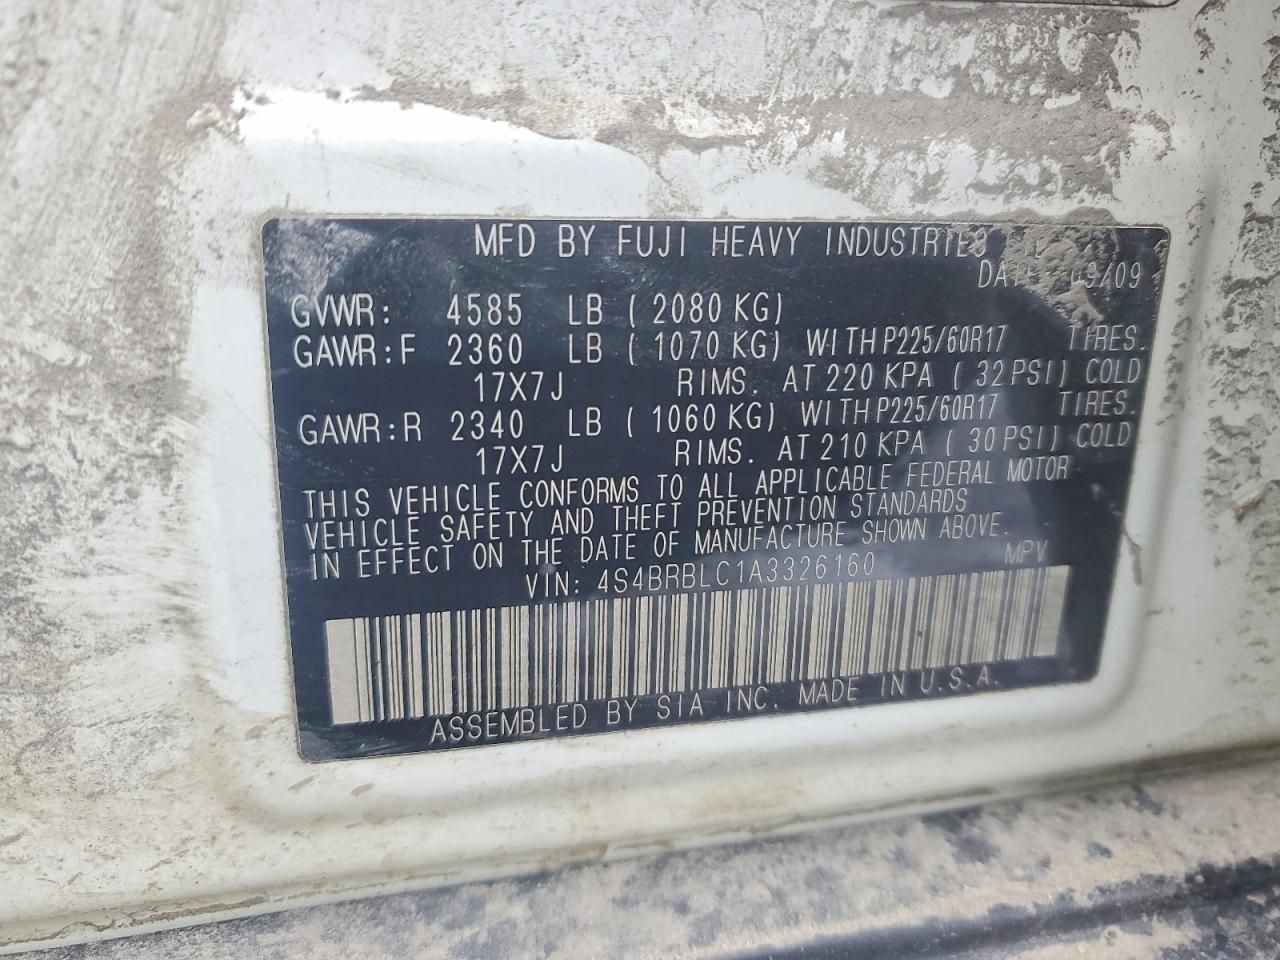 MFD BY FUJI HEAVY INDUSTRIES
09/09
GVWR: 4585 LB (2080 KG)
GAWR:F 2360 LB (1070 KG) WITH P225/60R17 TIRES.
17X7J RIMS. AT 220 KPA (32 PSI) COLD
GAWR:R 2340 LB (1060 KG) WITH P225/60R17 TIRES.
17X7J RIMS. AT 210 KPA (30 PSI) COLD
THIS VEHICLE CONFORMS TO ALL APPLICABLE FEDERAL MOTOR
VEHICLE SAFETY AND THEFT PREVENTION STANDARDS
IN EFFECT ON THE DATE OF MANUFACTURE SHOWN ABOVE.
VIN: 4S4BRBLC1A3326160 MPV
ASSEMBLED BY SIA INC. MADE IN U.S.A.